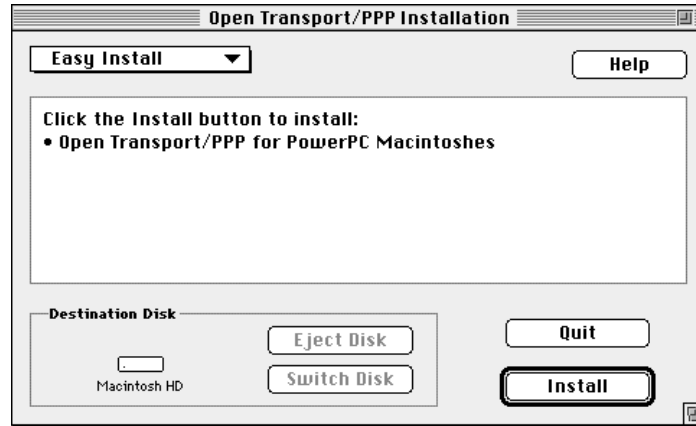 Open Transport/PPP Installation
Easy Install
Help
Click the Install button to install:
• Open Transport/PPP for PowerPC Macintoshes
Destination Disk
Eject Disk
Quit
Macintosh HD
Switch Disk
Install